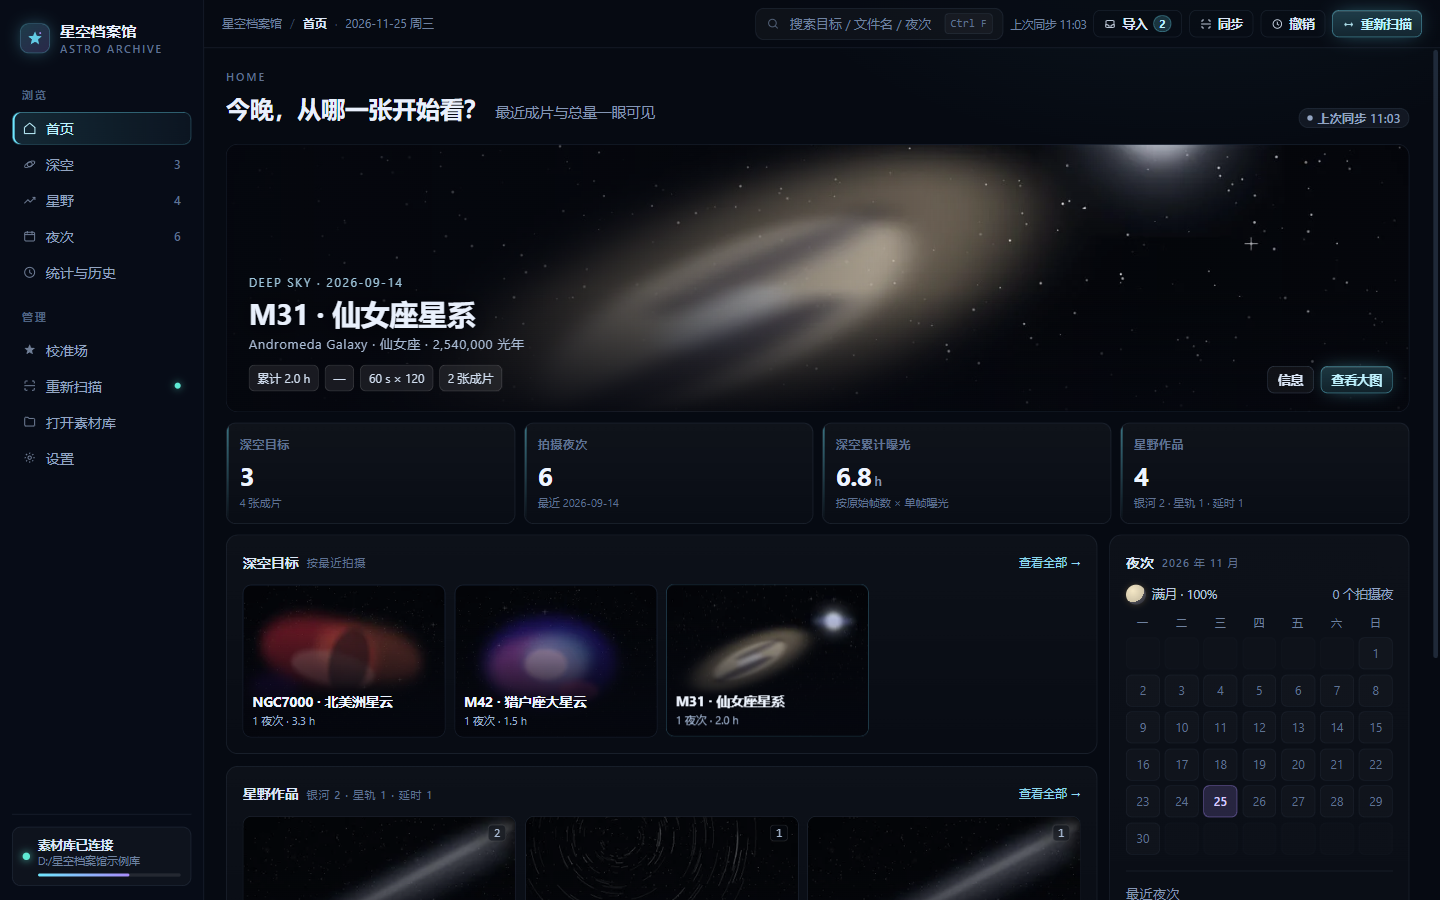 星空档案馆
ASTRO ARCHIVE
浏览
首页
深空 3
星野 4
夜次 6
统计与历史
管理
校准场
重新扫描
打开素材库
设置
素材库已连接
D:/星空档案馆示例库
星空档案馆 / 首页 · 2026-11-25 周三
搜索目标 / 文件名 / 夜次 Ctrl F
上次同步 11:03
导入 2
同步
撤销
重新扫描
HOME
今晚，从哪一张开始看？ 最近成片与总量一眼可见
上次同步 11:03
DEEP SKY · 2026-09-14
M31 · 仙女座星系
Andromeda Galaxy · 仙女座 · 2,540,000 光年
累计 2.0 h — 60 s × 120 2 张成片
信息 查看大图
深空目标
3
4 张成片
拍摄夜次
6
最近 2026-09-14
深空累计曝光
6.8 h
按原始帧数 × 单帧曝光
星野作品
4
银河 2 · 星轨 1 · 延时 1
深空目标 按最近拍摄 查看全部 →
NGC7000 · 北美洲星云
1 夜次 · 3.3 h
M42 · 猎户座大星云
1 夜次 · 1.5 h
M31 · 仙女座星系
1 夜次 · 2.0 h
星野作品 银河 2 · 星轨 1 · 延时 1 查看全部 →
2
1
1
夜次 2026 年 11 月
满月 · 100% 0 个拍摄夜
一 二 三 四 五 六 日
1
2 3 4 5 6 7 8
9 10 11 12 13 14 15
16 17 18 19 20 21 22
23 24 25 26 27 28 29
30
最近夜次